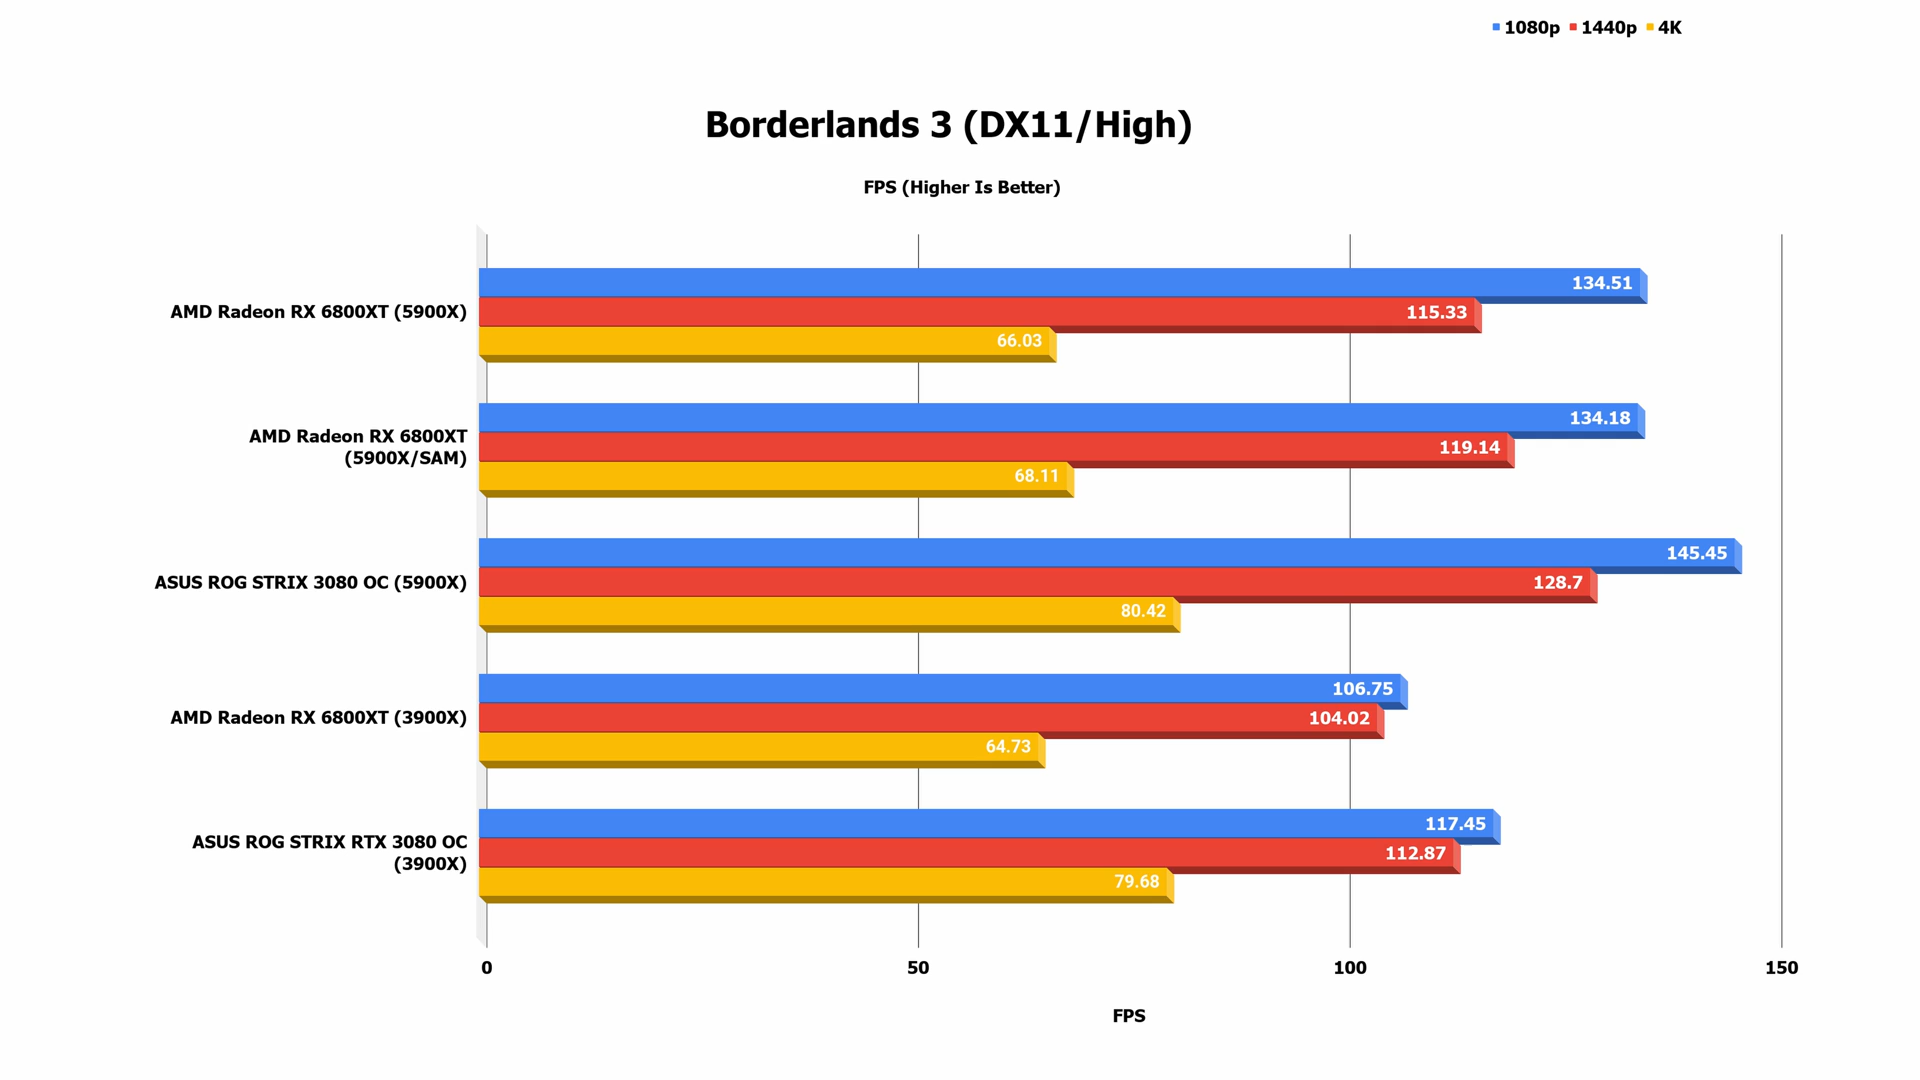 1080p 1440p 4K
Borderlands 3 (DX11/High)
FPS (Higher Is Better)
AMD Radeon RX 6800XT (5900X)
134.51
115.33
66.03
AMD Radeon RX 6800XT
(5900X/SAM)
134.18
119.14
68.11
ASUS ROG STRIX 3080 OC (5900X)
145.45
128.7
80.42
AMD Radeon RX 6800XT (3900X)
106.75
104.02
64.73
ASUS ROG STRIX RTX 3080 OC
(3900X)
117.45
112.87
79.68
0 50 100 150
FPS